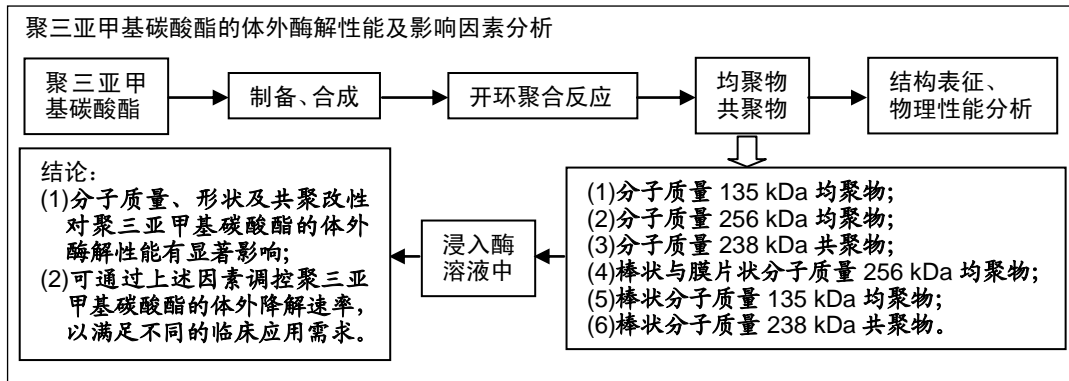 聚三亚甲基碳酸酯的体外酶解性能及影响因素分析
聚三亚甲
基碳酸酯
制备、合成
开环聚合反应
均聚物
共聚物
结构表征、
物理性能分析
(1)分子质量 135 kDa 均聚物;
(2)分子质量 256 kDa 均聚物;
(3)分子质量 238 kDa 共聚物;
(4)棒状与膜片状分子质量 256 kDa 均聚物;
(5)棒状分子质量 135 kDa 均聚物;
(6)棒状分子质量 238 kDa 共聚物。
浸入酶
溶液中
结论:
(1)分子质量、形状及共聚改性
对聚三亚甲基碳酸酯的体外
酶解性能有显著影响;
(2)可通过上述因素调控聚三亚
甲基碳酸酯的体外降解速率,
以满足不同的临床应用需求。